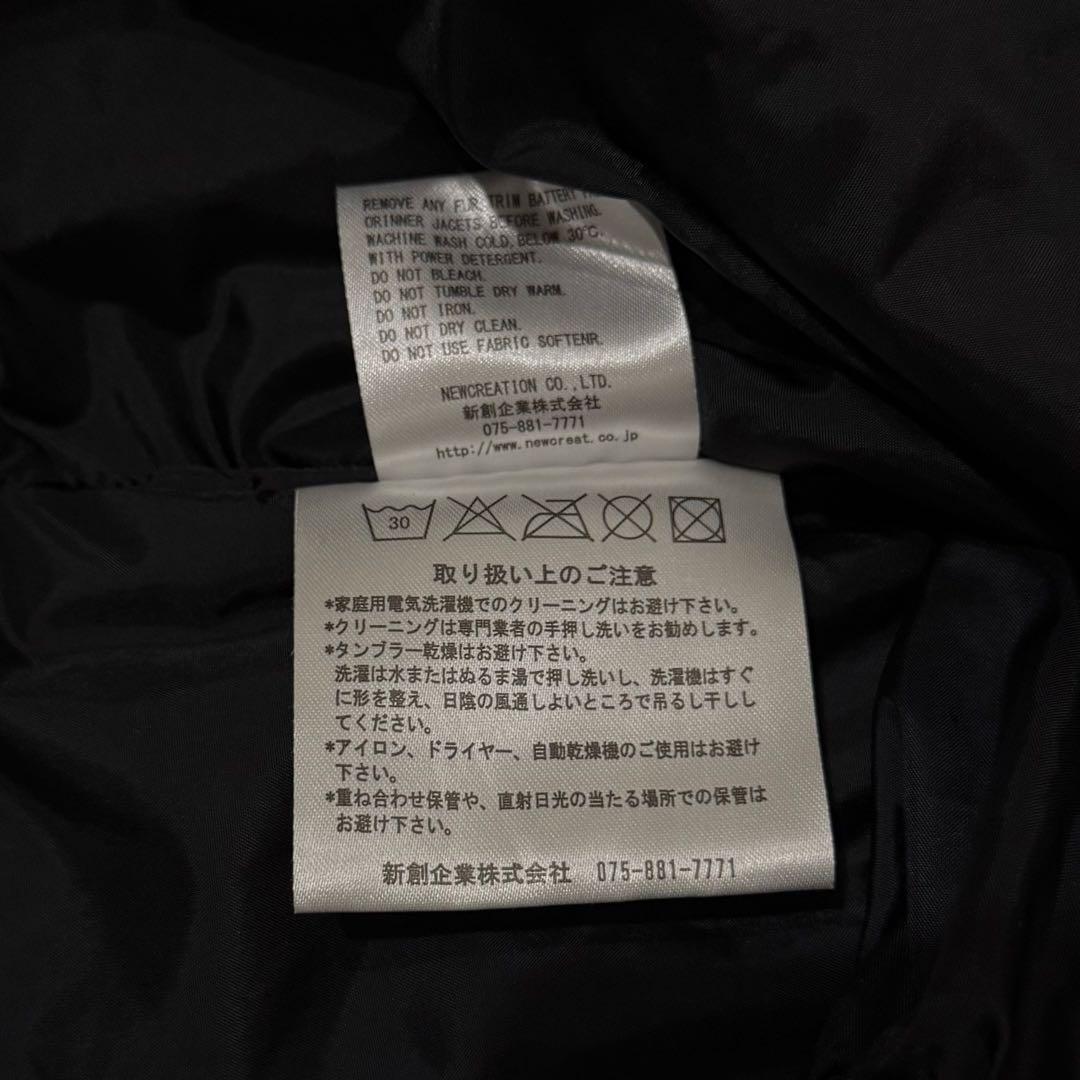 REMOVE ANY FUR TRIM BATTERY
ORINNER JACETS BEFORE WASHING.
MACHINE WASH COLD, BELOW 30°C.
WITH POWER DETERGENT.
DO NOT BLEACH.
DO NOT TUMBLE DRY WARM.
DO NOT IRON.
DO NOT DRY CLEAN.
DO NOT USE FABRIC SOFTENR.
NEWCREATION CO.,LTD.
新創企業株式会社
075-881-7771
http://www.newcreat.co.jp
30
取り扱い上のご注意
*家庭用電気洗濯機でのクリーニングはお避け下さい。
*クリーニングは専門業者の手押し洗いをお勧めします。
*タンブラー乾燥はお避け下さい。
洗濯は水またはぬるま湯で押し洗いし、洗濯機はすぐ
に形を整え、日陰の風通しよいところで吊るし干しし
てください。
*アイロン、ドライヤー、自動乾燥機のご使用はお避け
下さい。
*重ね合わせ保管や、直射日光の当たる場所での保管は
お避け下さい。
新創企業株式会社 075-881-7771